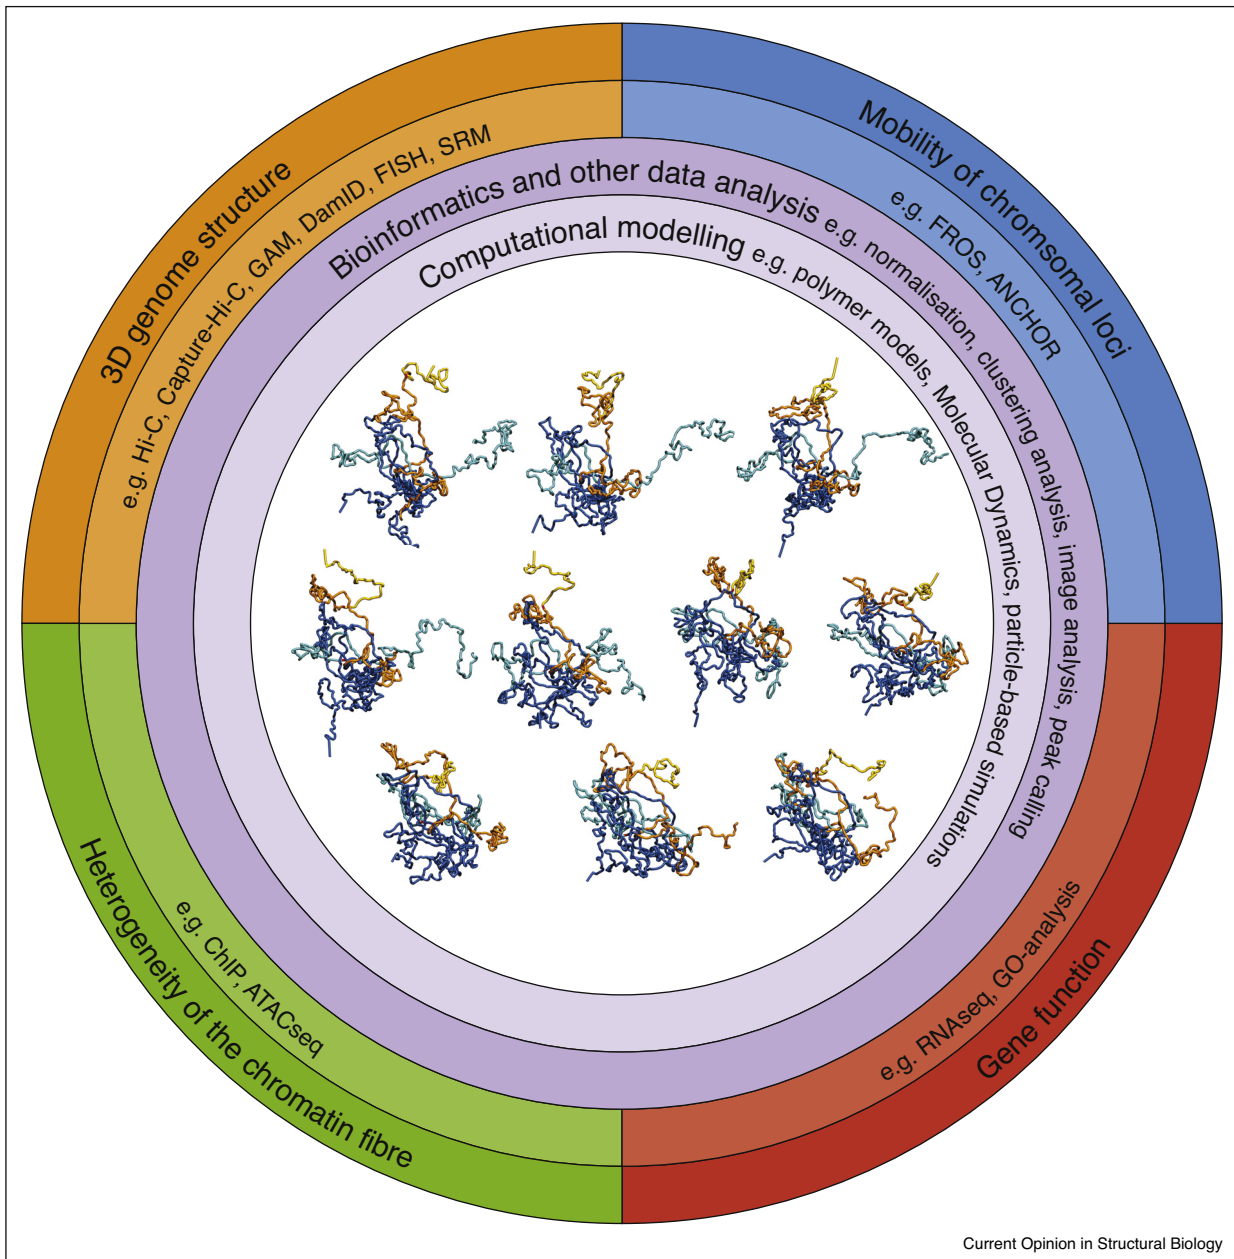 3D genome structure
e.g. Hi-C, Capture-Hi-C, GAM, DamID, FISH, SRM
Mobility of chromsomal loci
e.g. FROS, ANCHOR
Bioinformatics and other data analysis e.g. normalisation, clustering analysis, image analysis, peak calling
Computational modelling e.g. polymer models, Molecular Dynamics, particle-based simulations
Heterogeneity of the chromatin fibre
e.g. ChIP, ATACseq
Gene function
e.g. RNAseq, GO-analysis
Current Opinion in Structural Biology